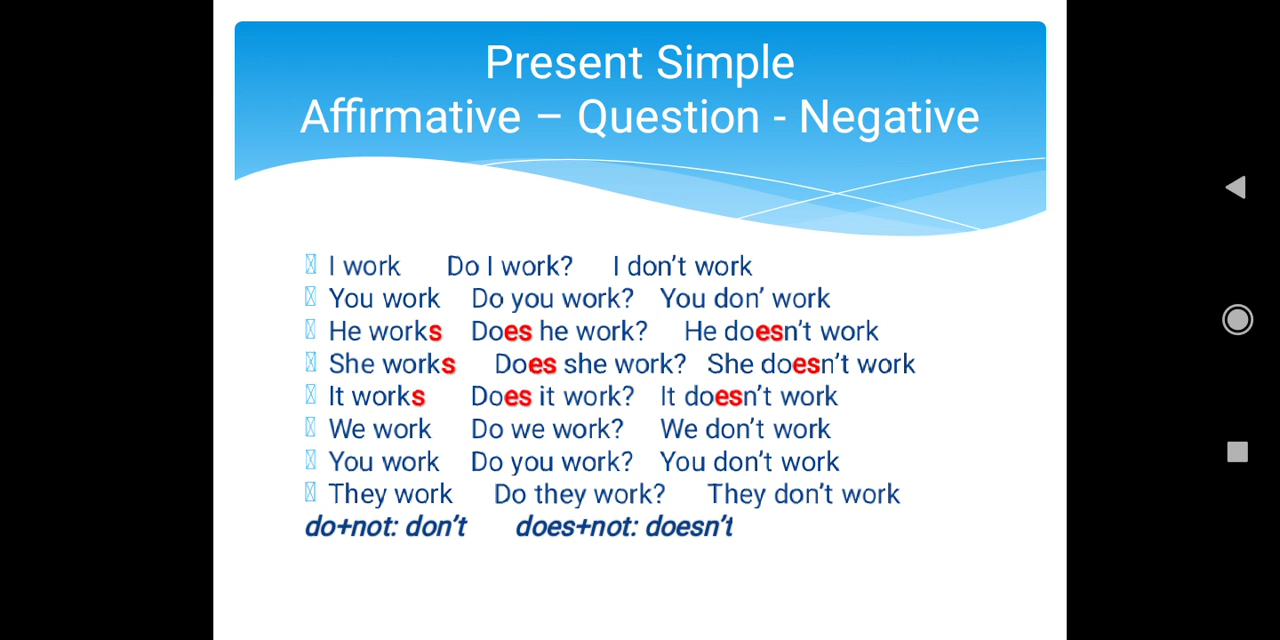 Present Simple
Affirmative – Question - Negative
I work Do I work? I don’t work
You work Do you work? You don’ work
He works Does he work? He doesn’t work
She works Does she work? She doesn’t work
It works Does it work? It doesn’t work
We work Do we work? We don’t work
You work Do you work? You don’t work
They work Do they work? They don’t work
do+not: don’t does+not: doesn’t